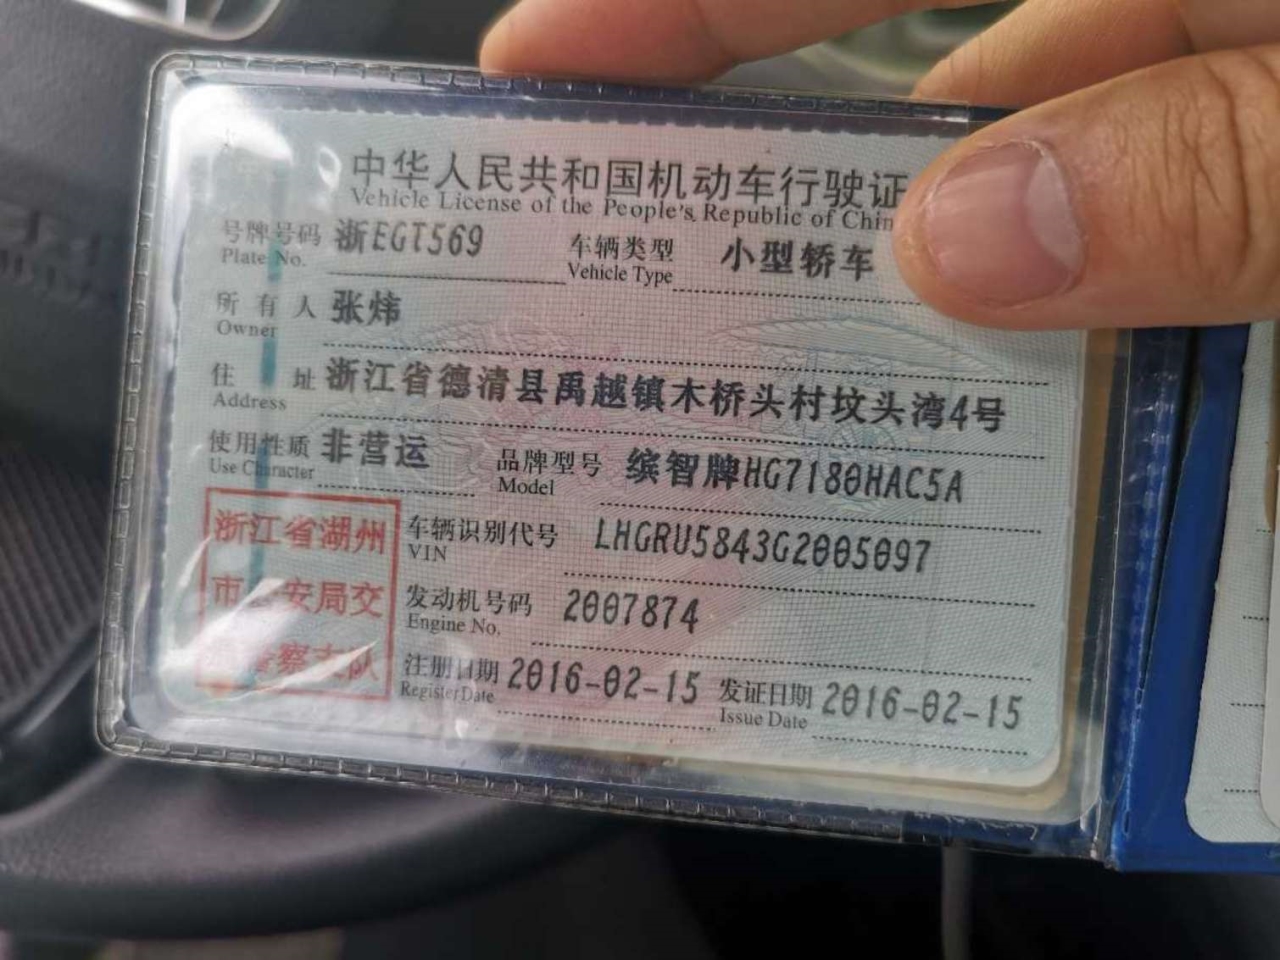 中华人民共和国机动车行驶证
Vehicle License of the People's Republic of Chin
号牌号码 Plate No. 浙EGT569 车辆类型 Vehicle Type 小型轿车
所有人 Owner 张炜
住址 Address 浙江省德清县禹越镇木桥头村坟头湾4号
使用性质 Use Character 非营运 品牌型号 Model 缤智牌HG7180HAC5A
浙江省湖州
市公安局交
警察支队
车辆识别代号 VIN LHGRU5843G2005097
发动机号码 Engine No. 2007874
注册日期 Register Date 2016-02-15 发证日期 Issue Date 2016-02-15